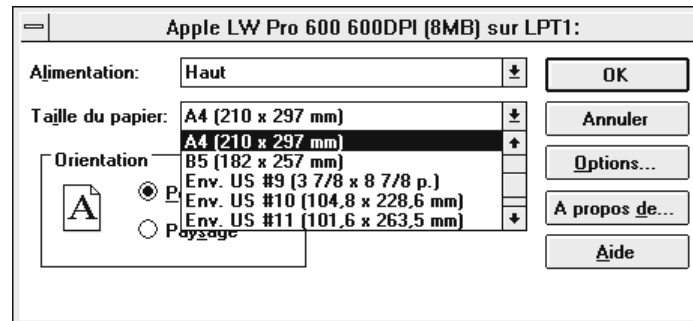 Apple LW Pro 600 600DPI (8MB) sur LPT1:
Alimentation: Haut
OK
Taille du papier: A4 (210 x 297 mm)
Annuler
A4 (210 x 297 mm)
B5 (182 x 257 mm)
Env. US #9 (3 7/8 x 8 7/8 p.)
Env. US #10 (104,8 x 228,6 mm)
Env. US #11 (101,6 x 263,5 mm)
Orientation
A
Paysage
Options...
A propos de...
Aide